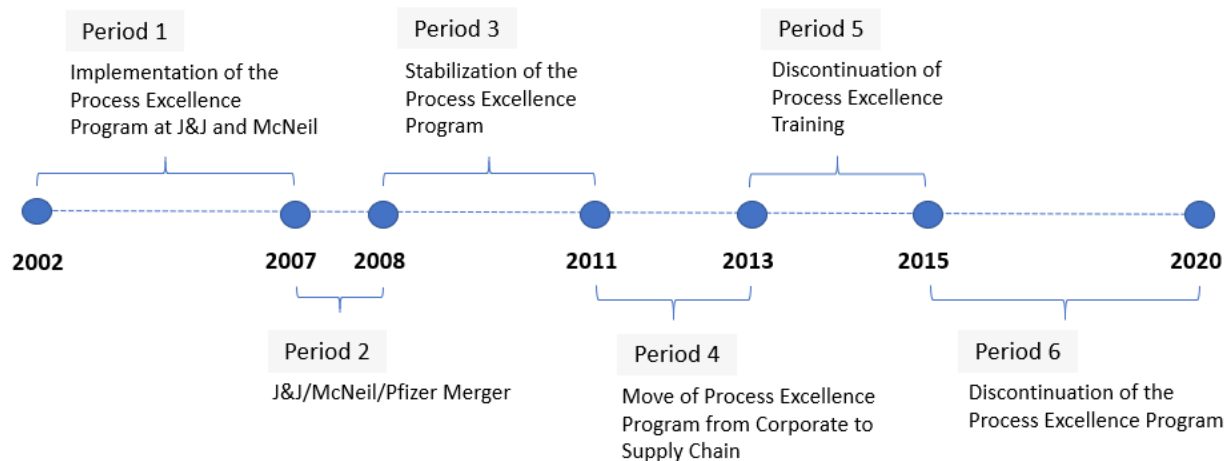 Period 1
Implementation of the
Process Excellence
Program at J&J and McNeil
Period 3
Stabilization of the
Process Excellence
Program
Period 5
Discontinuation of
Process Excellence
Training
2002
2007
2008
2011
2013
2015
2020
Period 2
J&J/McNeil/Pfizer Merger
Period 4
Move of Process Excellence
Program from Corporate to
Supply Chain
Period 6
Discontinuation of the
Process Excellence Program